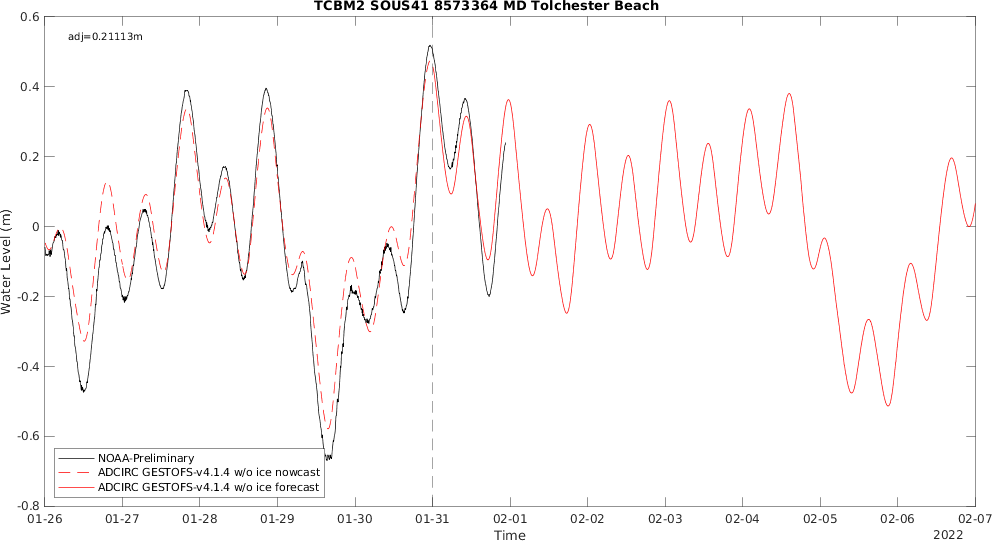 TCBM2 SOUS41 8573364 MD Tolchester Beach
adj=0.21113m
0.6
0.4
0.2
0
-0.2
-0.4
-0.6
-0.8
Water Level (m)
NOAA-Preliminary
ADCIRC GESTOFS-v4.1.4 w/o ice nowcast
ADCIRC GESTOFS-v4.1.4 w/o ice forecast
01-26 01-27 01-28 01-29 01-30 01-31 02-01 02-02 02-03 02-04 02-05 02-06 02-07
Time
2022